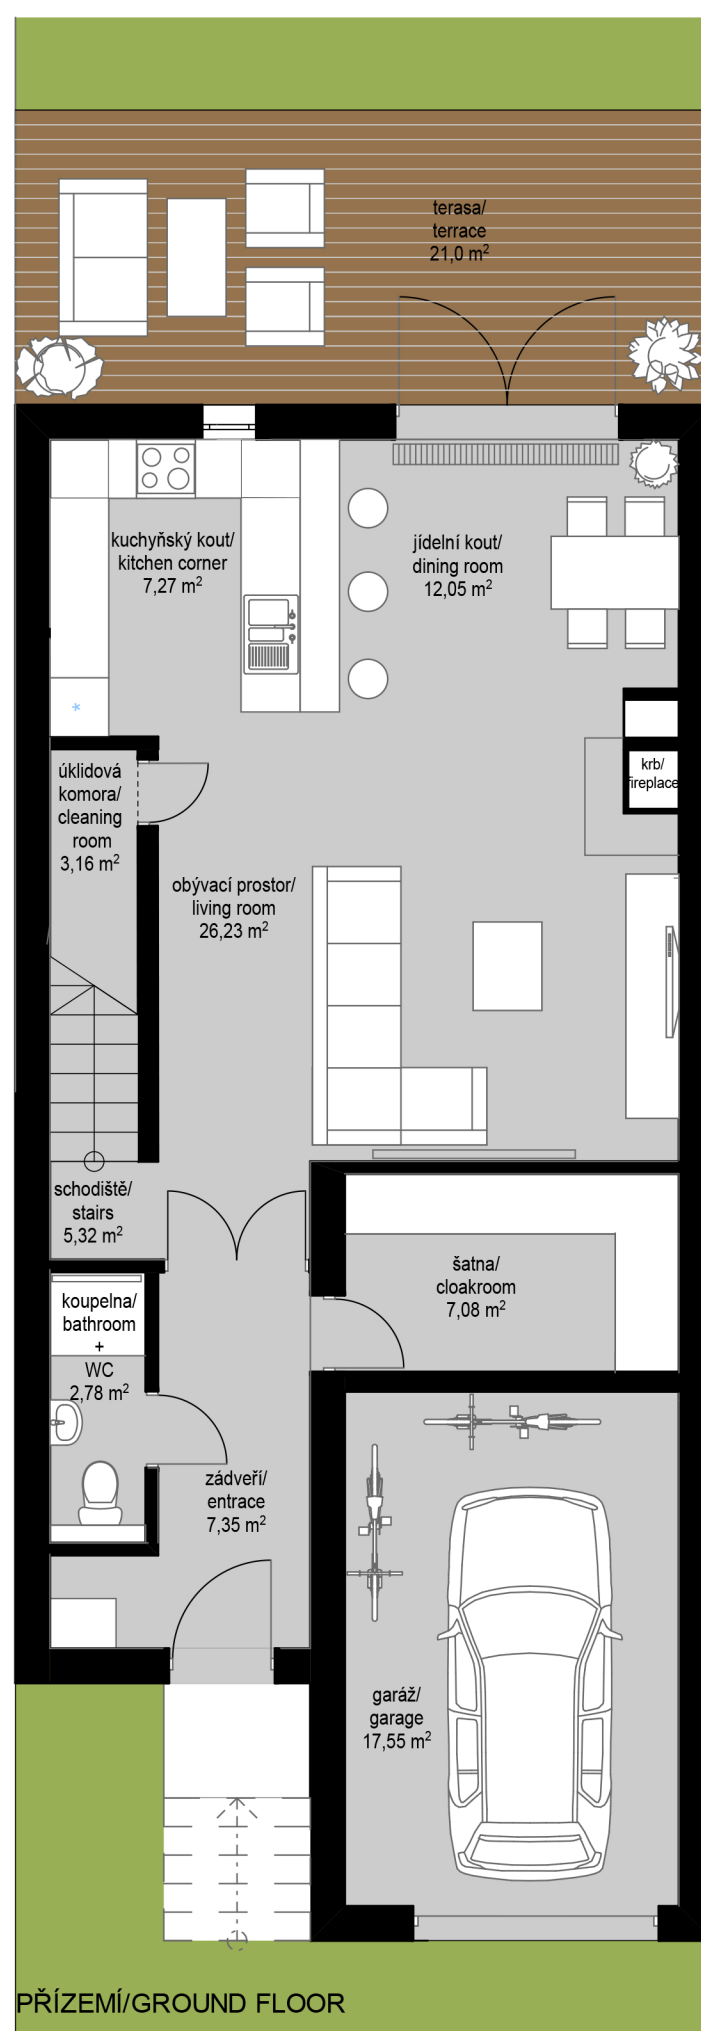 terasa/
terrace
21,0 m²
kuchyňský kout/
kitchen corner
7,27 m²
jídelní kout/
dining room
12,05 m²
*
krb/
fireplace
úklidová
komora/
cleaning
room
3,16 m²
obývací prostor/
living room
26,23 m²
schodiště/
stairs
5,32 m²
šatna/
cloakroom
7,08 m²
koupelna/
bathroom
+
WC
2,78 m²
zádveří/
entrace
7,35 m²
garáž/
garage
17,55 m²
PŘÍZEMÍ/GROUND FLOOR